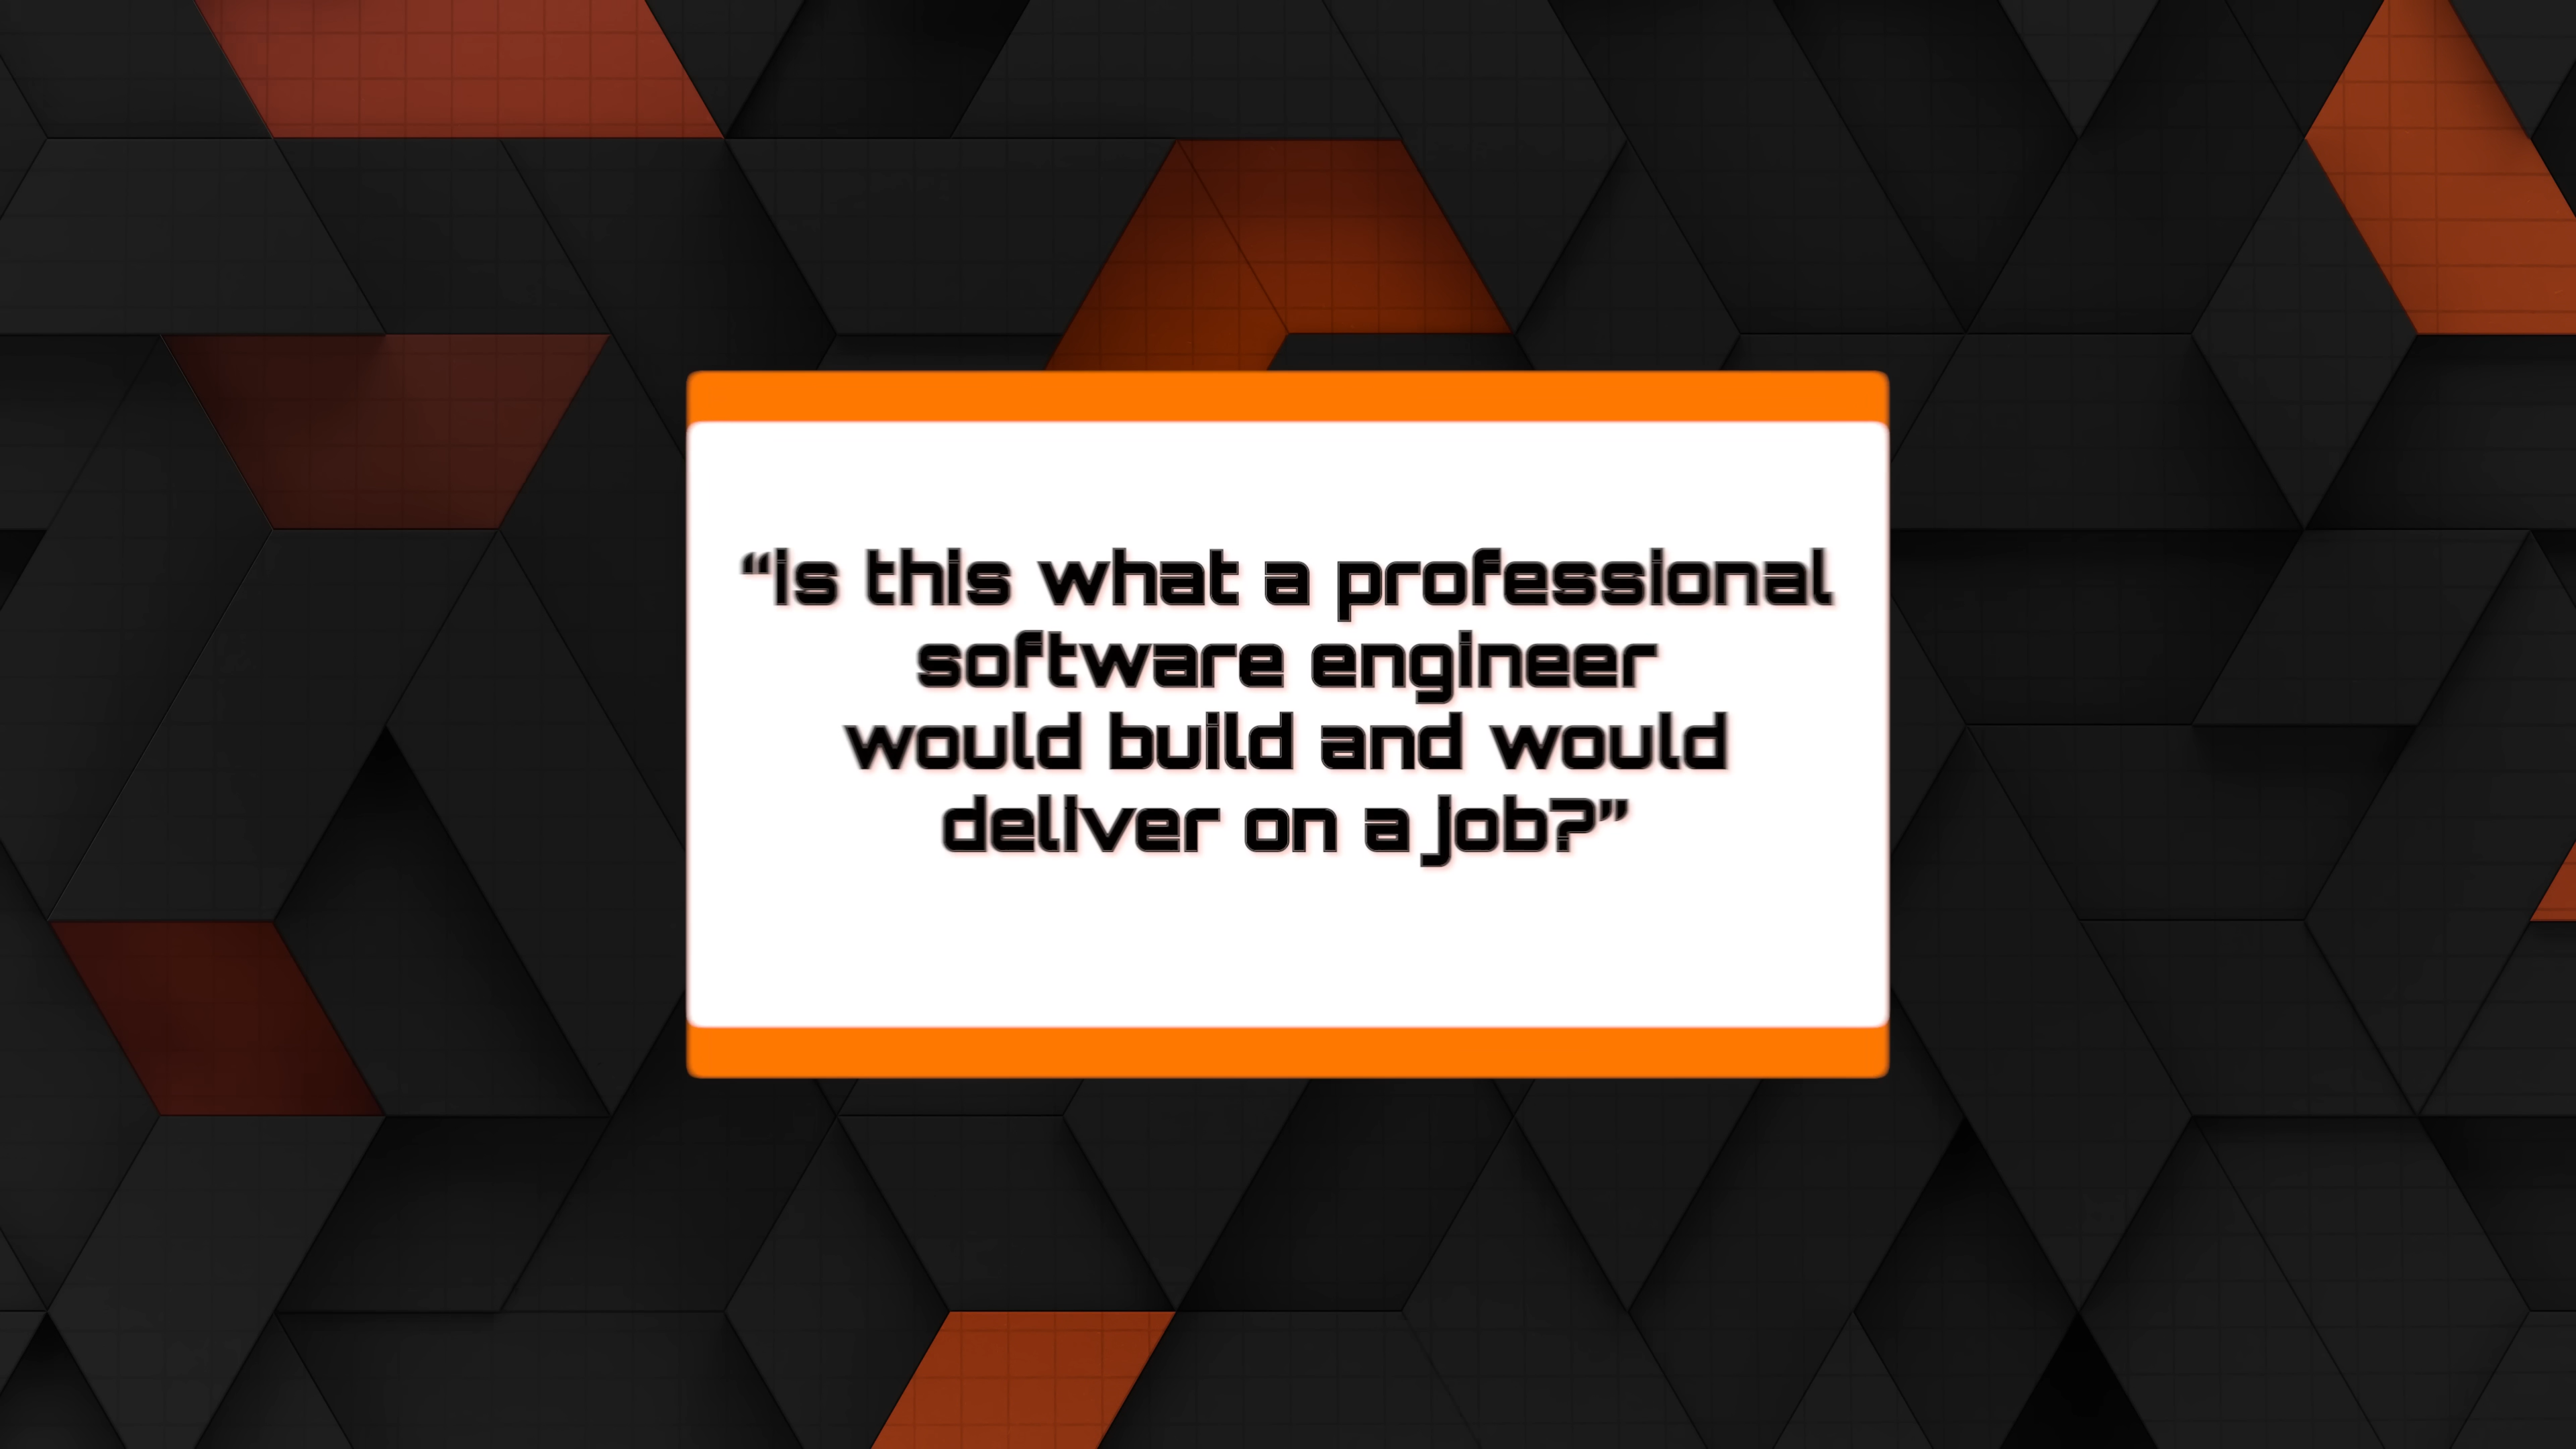 “Is this what a professional
software engineer
would build and would
deliver on a job?”